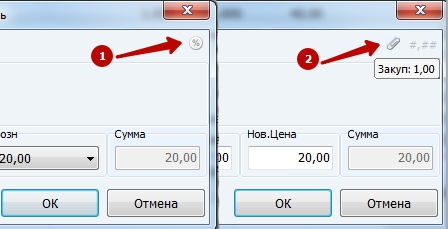 ь
1 %
2 #,##
Закуп: 1,00
озн Сумма Нов.Цена Сумма
20,00 20,00 20,00 20,00
OK Отмена OK Отмена